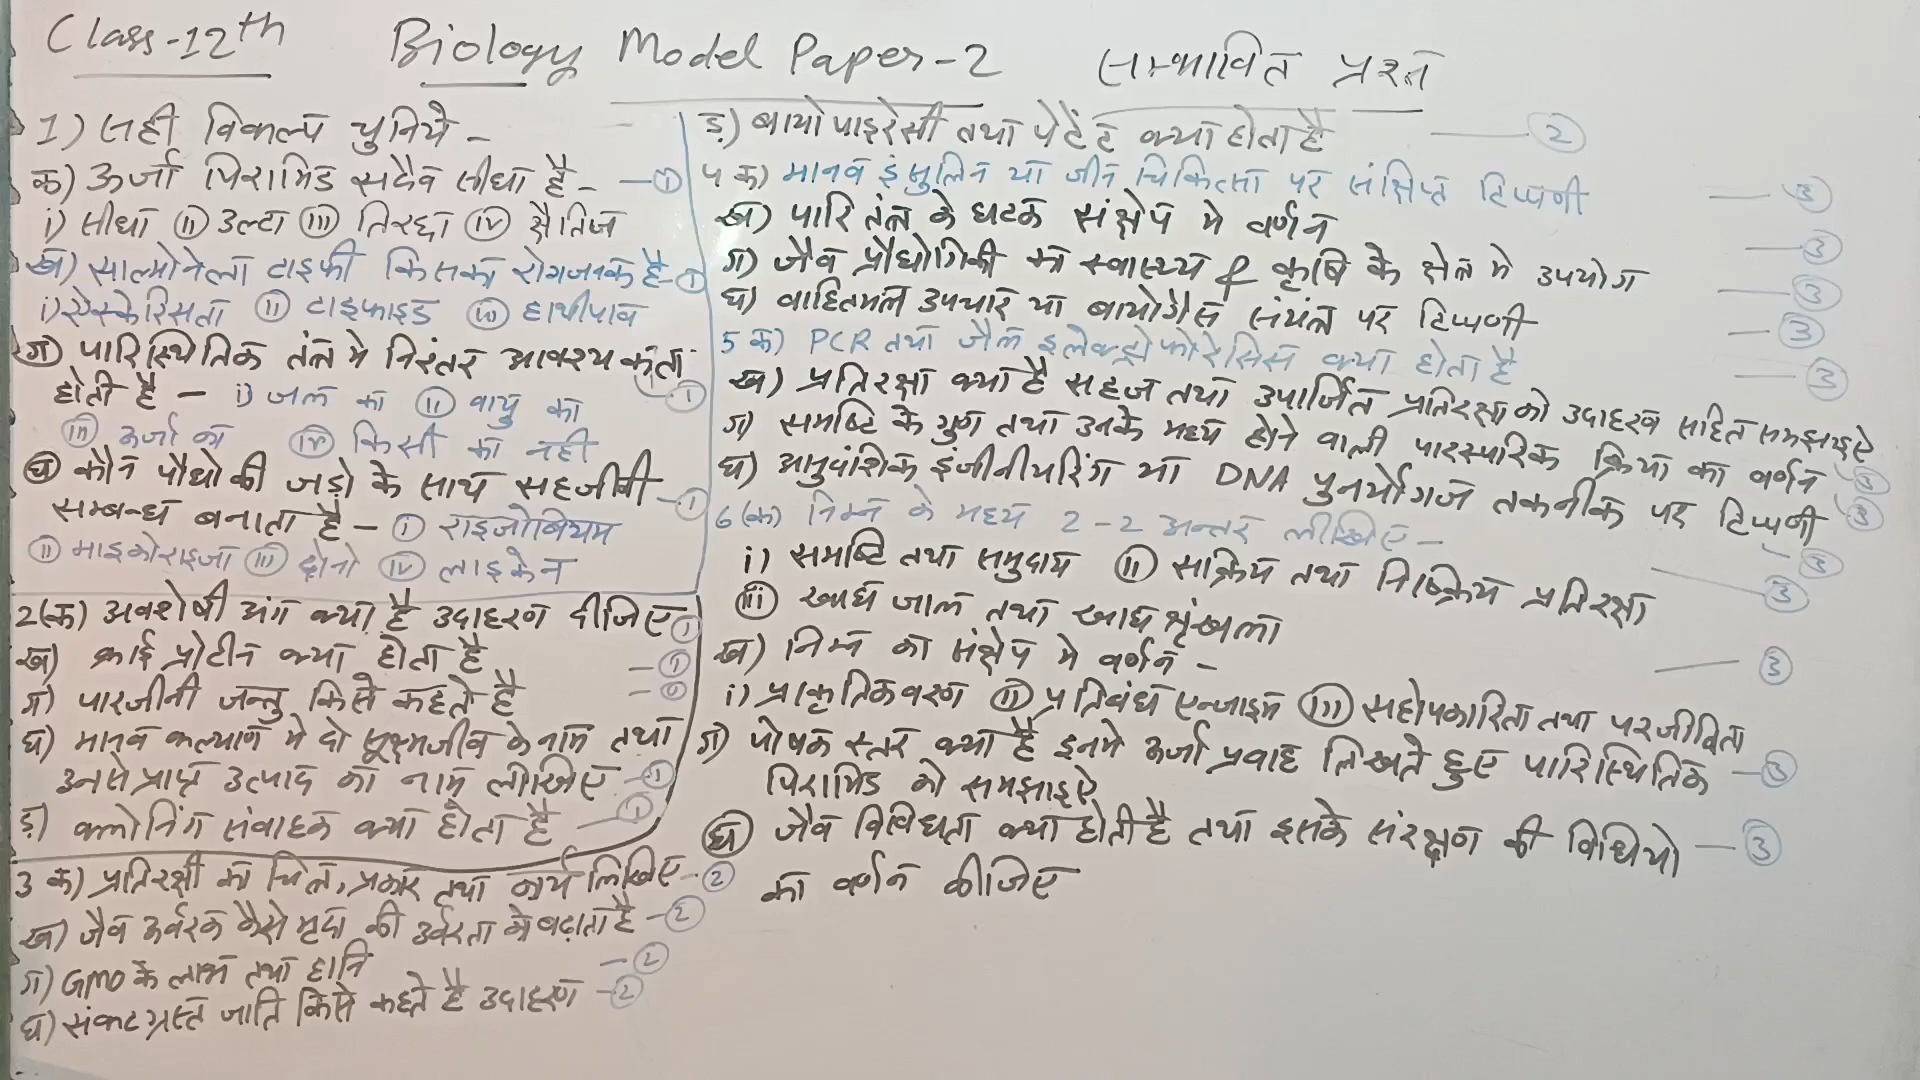 Class-12th Biology Model Paper-2 सम्भावित प्रश्न
1) सही विकल्प चुनिये -
क) ऊर्जा पिरामिड सदैव सीधा है - ①
i) सीधा ⅱ) उल्टा ⅲ) तिरछा ⅳ) क्षैतिज
ख) साल्मोनेला टाइफी किसका रोगजनक है - ①
i) ऐस्केरिसता ⅱ) टाइफाइड ⅲ) हाथीपांव
ग) पारिस्थितिक तंत्र मे निरंतर आवश्यकता
होती है - i) जल का ⅱ) वायु का ①
ⅲ) ऊर्जा का ⅳ) किसी का नही
घ) कौन पौधो की जड़ो के साथ सहजीवी ①
सम्बन्ध बनाता है - ⅰ) राइजोबियम
ⅱ) माइकोराइजा ⅲ) दोनो ⅳ) लाइकेन
2(क) अवशेषी अंग क्या है उदाहरण दीजिए ①
ख) क्राई प्रोटीन क्या होता है - ①
ग) पारजीनी जन्तु किसे कहते है - ①
घ) मानव कल्याण मे दो सूक्ष्मजीव के नाम तथा
उनसे प्राप्त उत्पाद का नाम लीखिए - ①
ड़) क्लोनिंग संवाहक क्या होता है - ①
3 क) प्रतिरक्षी का चित्र, प्रकार तथा कार्य लिखिए - ②
ख) जैव ऊर्वरक कैसे मृदा की उर्वरता को बढ़ाता है - ②
ग) GMO के लाभ तथा हानि - ②
घ) संकटग्रस्त जाति किसे कहते है उदाहरण - ②
ड़) बायोपाइरेसी तथा पेटेंट क्या होता है - ②
4 क) मानव इंसुलिन या जीन चिकित्सा पर संक्षिप्त टिप्पणी - ③
ख) पारितंत्र के घटक संक्षेप मे वर्णन - ③
ग) जैव प्रौधोगिकी का स्वास्थ्य & कृषि के क्षेत्र मे उपयोग - ③
घ) वाहितमल उपचार या बायोगैस संयंत्र पर टिप्पणी - ③
5 क) PCR तथा जैल इलेक्ट्रोफोरेसिस क्या होता है - ③
ख) प्रतिरक्षा क्या है सहज तथा उपार्जित प्रतिरक्षा को उदाहरण सहित समझाइऐ ③
ग) समष्टि के गुण तथा उनके मध्य होने वाली पारस्पारिक क्रिया का वर्णन - ③
घ) आनुवंशिक इंजीनीयरिंग या DNA पुनर्योगज तकनीक पर टिप्पणी - ③
6(क) निम्न के मध्य 2-2 अन्तर लीखिए -
i) समष्टि तथा समुदाय ⅱ) सक्रिय तथा निष्क्रिय प्रतिरक्षा - ③
ⅲ) खाध जाल तथा खाध श्रृंखला
ख) निम्न का संक्षेप मे वर्णन - ③
i) प्राकृतिकवरण ⅱ) प्रतिबंध एन्जाइम ⅲ) सहोपकारिता तथा परजीविता
ग) पोषक स्तर क्या है इनमे ऊर्जा प्रवाह लिखते हुए पारिस्थितिक - ③
पिरामिड को समझाइऐ
घ) जैव विविधता क्या होती है तथा इसके संरक्षण की विधियो - ③
का वर्णन कीजिए